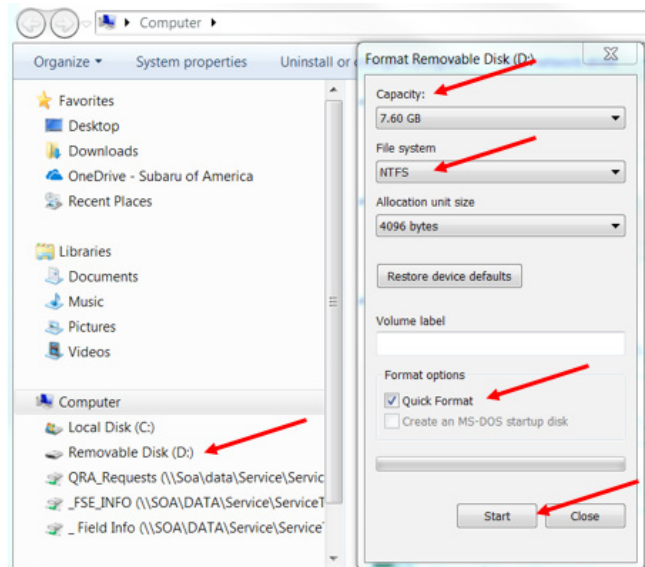 Computer
Organize
System properties
Uninstall or
Favorites
Desktop
Downloads
OneDrive - Subaru of America
Recent Places
Libraries
Documents
Music
Pictures
Videos
Computer
Local Disk (C:)
Removable Disk (D:)
QRA_Requests (\\Soa\data\Service\Servic
_FSE_INFO (\\SOA\DATA\Service\ServiceT
_ Field Info (\\SOA\DATA\Service\Service
Format Removable Disk (D:)
Capacity:
7.60 GB
File system
NTFS
Allocation unit size
4096 bytes
Restore device defaults
Volume label
Format options
Quick Format
Create an MS-DOS startup disk
Start
Close